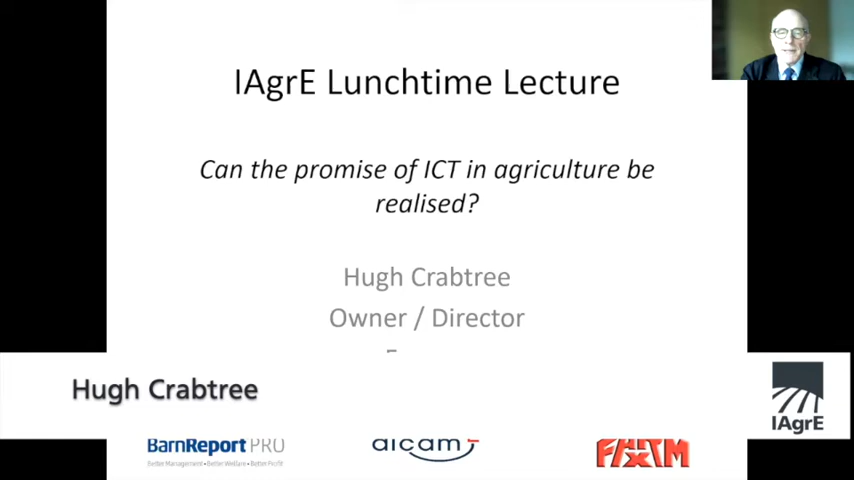 IAgrE Lunchtime Lecture
Can the promise of ICT in agriculture be
realised?
Hugh Crabtree
Owner / Director
Hugh Crabtree
IAgrE
BarnReport PRO
Better Management • Better Welfare • Better Profit
aicam